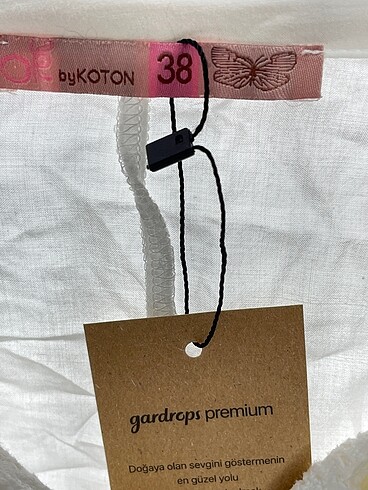 byKOTON 38
gardrops premium
Doğaya olan sevgini göstermenin
en güzel yolu